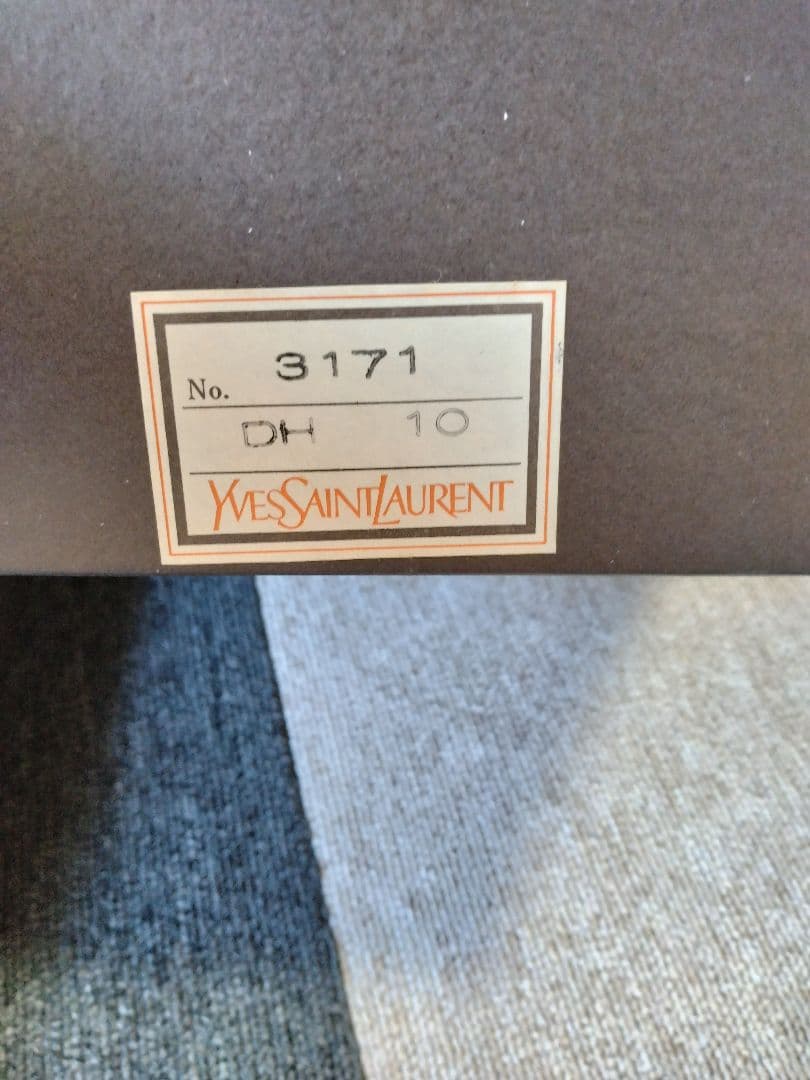 No. 3171
DH 10
YVESSAINTLAURENT